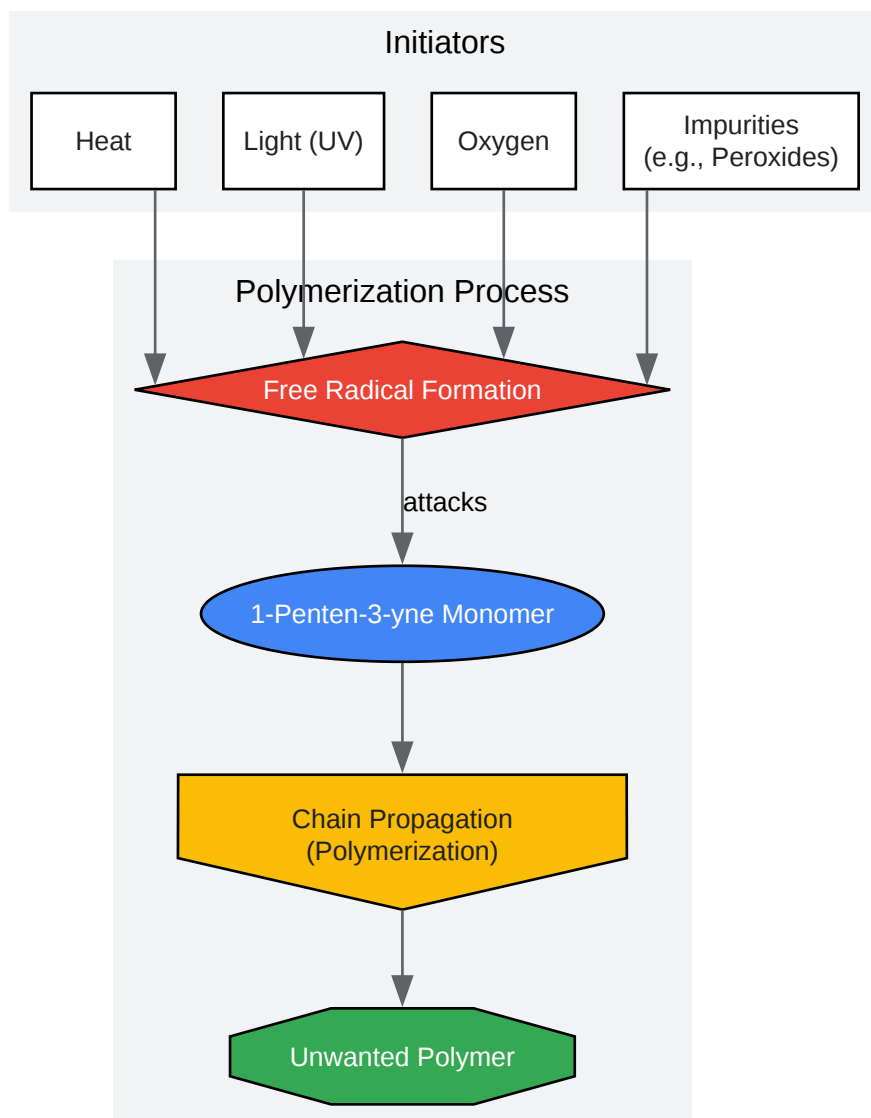 Initiators
Heat
Light (UV)
Oxygen
Impurities
(e.g., Peroxides)
Polymerization Process
Free Radical Formation
attacks
1-Penten-3-yne Monomer
Chain Propagation
(Polymerization)
Unwanted Polymer